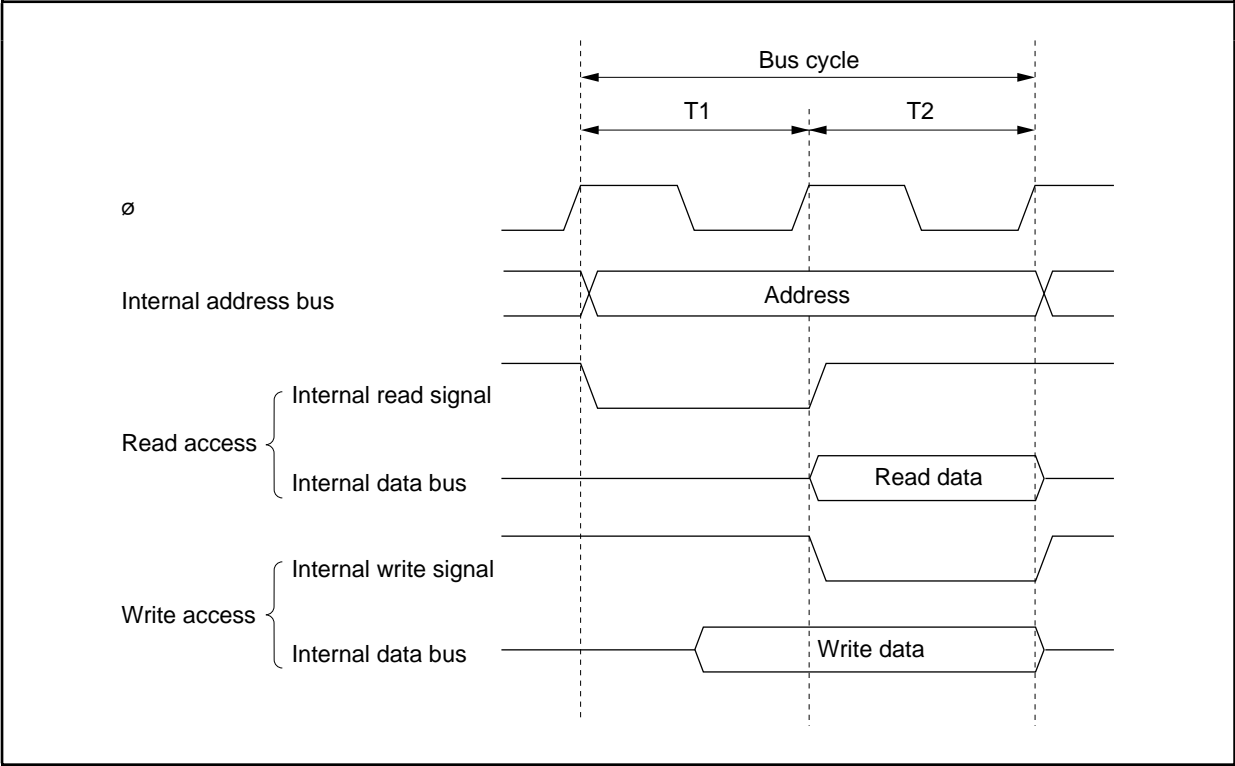 Bus cycle
T1
T2
ø
Internal address bus
Address
Internal read signal
Read access
Internal data bus
Read data
Internal write signal
Write access
Internal data bus
Write data